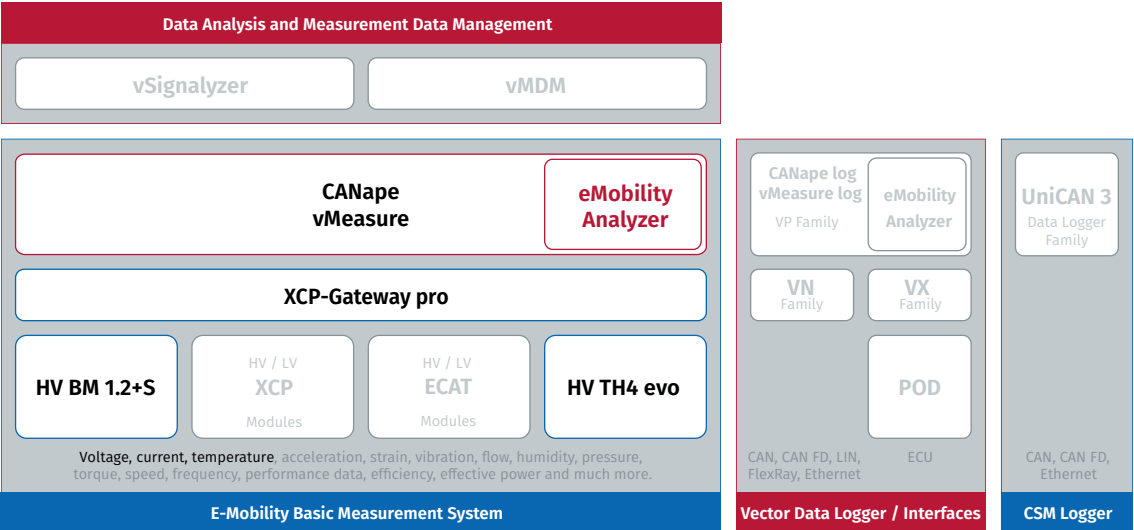 Data Analysis and Measurement Data Management
vSignalyzer
vMDM
CANape
vMeasure
eMobility
Analyzer
XCP-Gateway pro
HV BM 1.2+S
HV / LV
XCP
Modules
HV / LV
ECAT
Modules
HV TH4 evo
Voltage, current, temperature, acceleration, strain, vibration, flow, humidity, pressure,
torque, speed, frequency, performance data, efficiency, effective power and much more.
E-Mobility Basic Measurement System
CANape log
vMeasure log
VP Family
eMobility
Analyzer
VN
Family
VX
Family
POD
CAN, CAN FD, LIN,
FlexRay, Ethernet
ECU
Vector Data Logger / Interfaces
UniCAN 3
Data Logger
Family
CAN, CAN FD,
Ethernet
CSM Logger